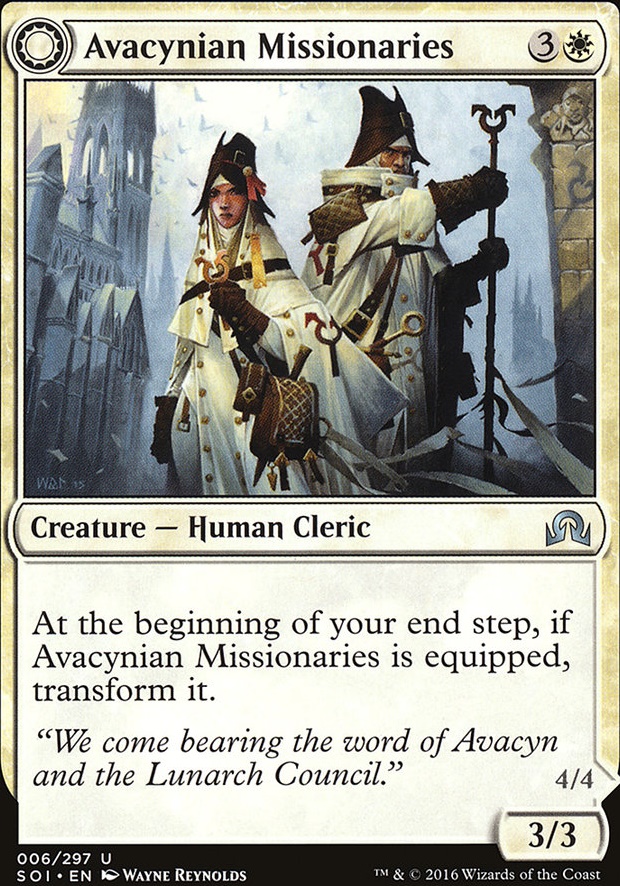 Avacynian Missionaries 3
Creature — Human Cleric
At the beginning of your end step, if
Avacynian Missionaries is equipped,
transform it.
“We come bearing the word of Avacyn
and the Lunarch Council.”
4/4
3/3
006/297 U
SOI • EN Wayne Reynolds
™ & © 2016 Wizards of the Coast